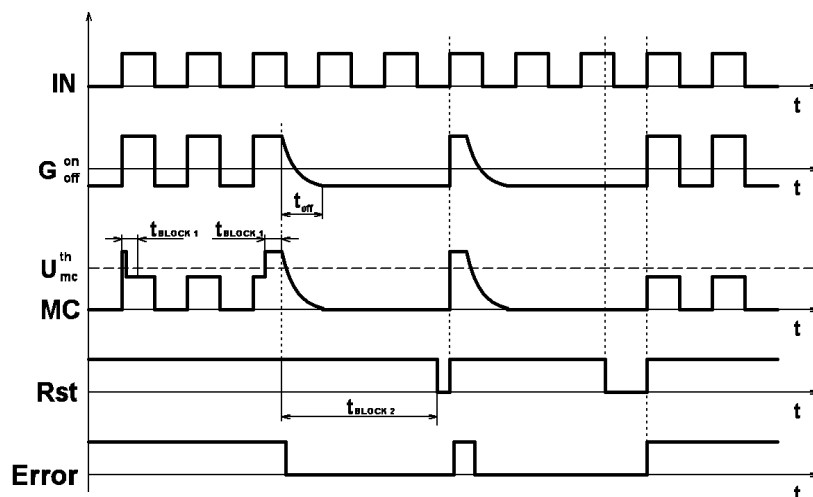 IN
t
G on off
t
t off
t BLOCK 1
t BLOCK 1
U th mc
MC
t
Rst
t BLOCK 2
t
Error
t